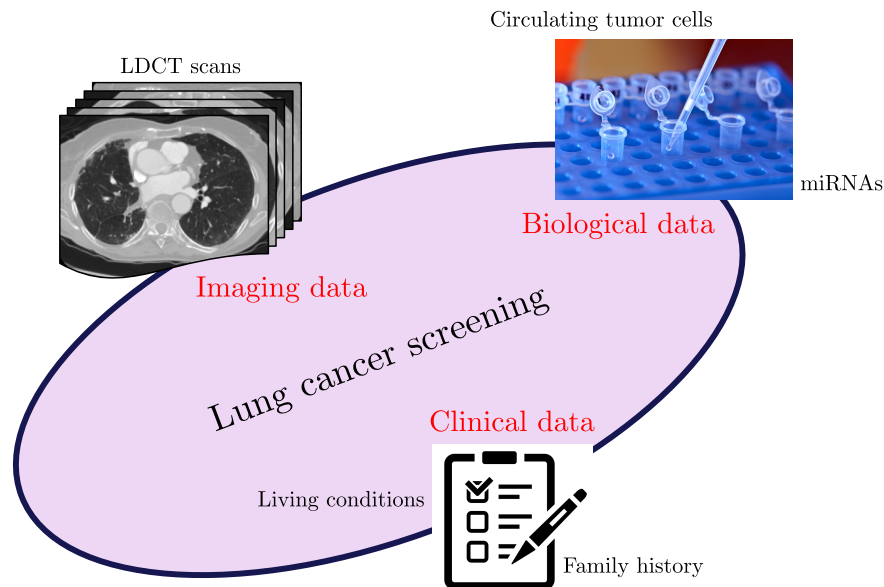 Circulating tumor cells
LDCT scans
miRNAs
Biological data
Imaging data
Lung cancer screening
Clinical data
Living conditions
Family history